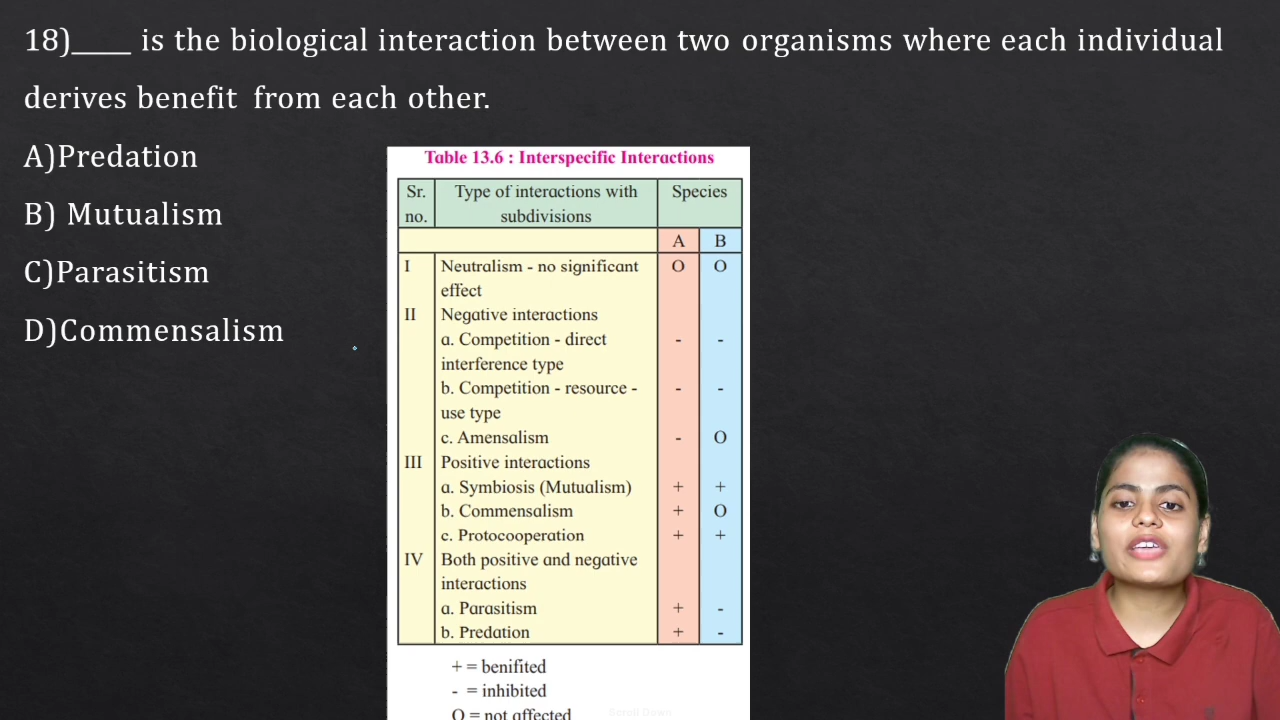 18)____ is the biological interaction between two organisms where each individual
derives benefit from each other.
A)Predation
B) Mutualism
C)Parasitism
D)Commensalism
Table 13.6 : Interspecific Interactions
Sr. no. Type of interactions with subdivisions Species
A B
I Neutralism - no significant effect O O
II Negative interactions
a. Competition - direct interference type - -
b. Competition - resource - use type - -
c. Amensalism - O
III Positive interactions
a. Symbiosis (Mutualism) + +
b. Commensalism + O
c. Protocooperation + +
IV Both positive and negative interactions
a. Parasitism + -
b. Predation + -
+ = benifited
- = inhibited
O = not affected
Scroll Down